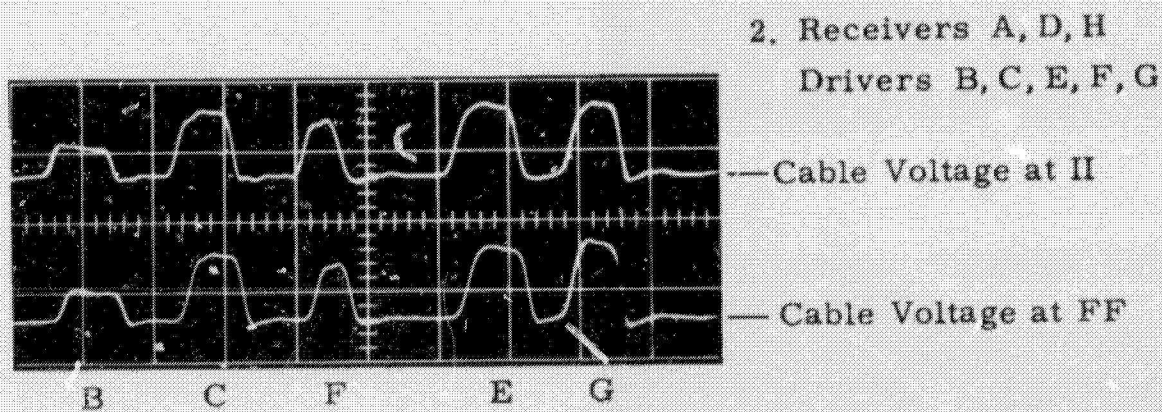 2. Receivers A, D, H
Drivers B, C, E, F, G
Cable Voltage at II
Cable Voltage at FF
B C F E G